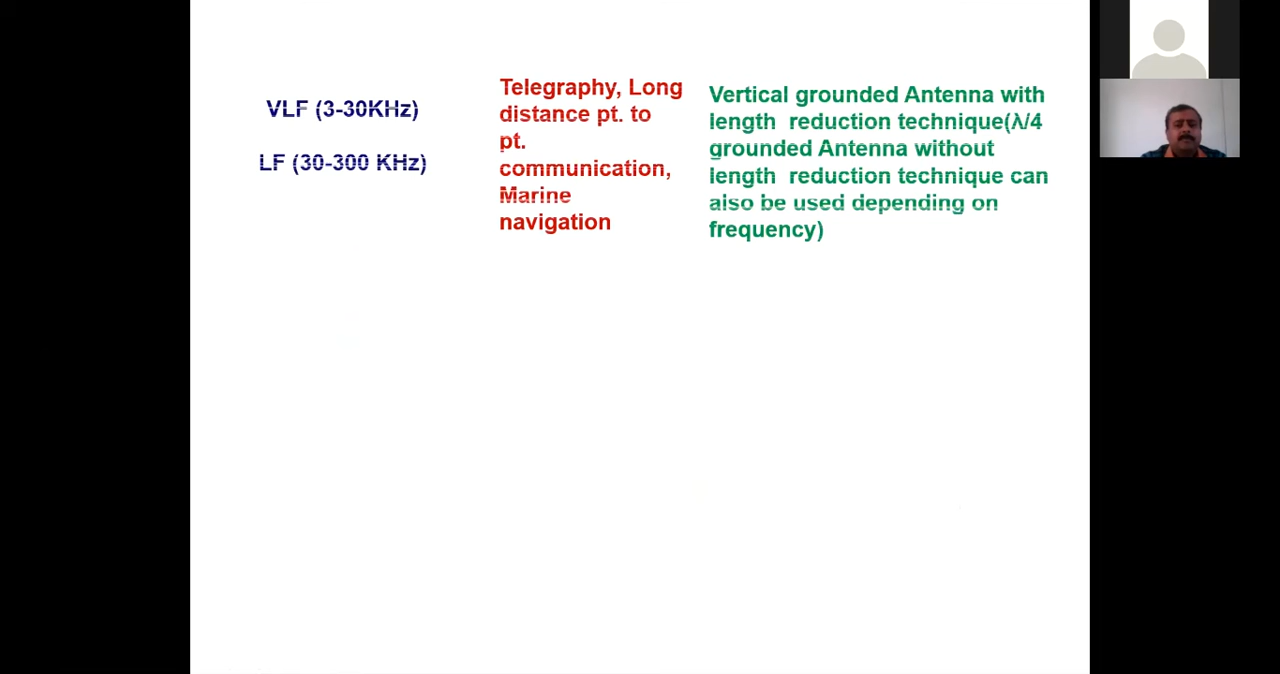 VLF (3-30KHz)
LF (30-300 KHz)
Telegraphy, Long
distance pt. to
pt.
communication,
Marine
navigation
Vertical grounded Antenna with
length reduction technique(λ/4
grounded Antenna without
length reduction technique can
also be used depending on
frequency)